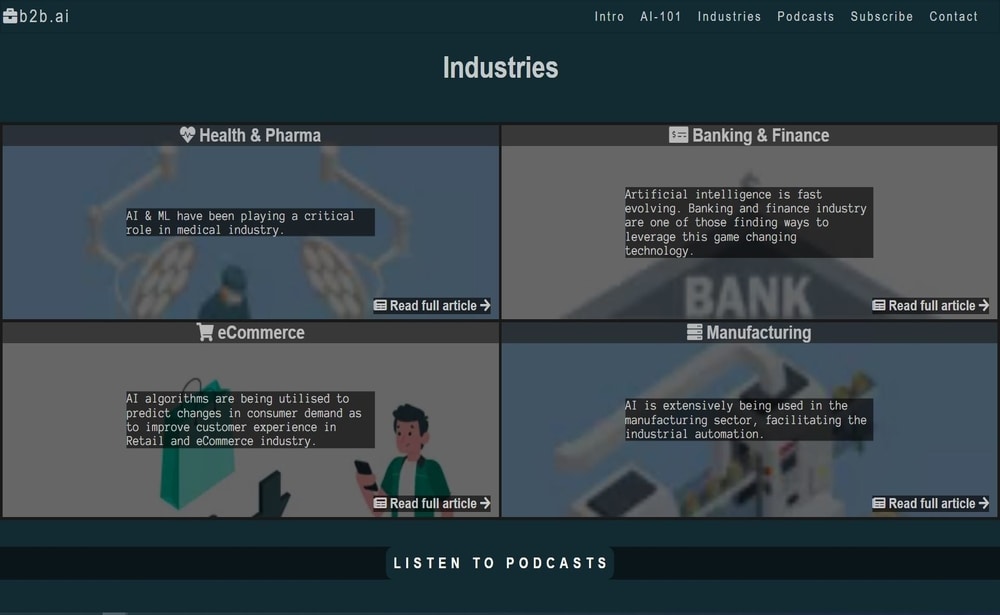 b2b.ai
Intro AI-101 Industries Podcasts Subscribe Contact
Industries
Health & Pharma
AI & ML have been playing a critical
role in medical industry.
Read full article
Banking & Finance
Artificial intelligence is fast
evolving. Banking and finance industry
are one of those finding ways to
leverage this game changing
technology.
BANK
Read full article
eCommerce
AI algorithms are being utilised to
predict changes in consumer demand as
to improve customer experience in
Retail and eCommerce industry.
Read full article
Manufacturing
AI is extensively being used in the
manufacturing sector, facilitating the
industrial automation.
Read full article
LISTEN TO PODCASTS